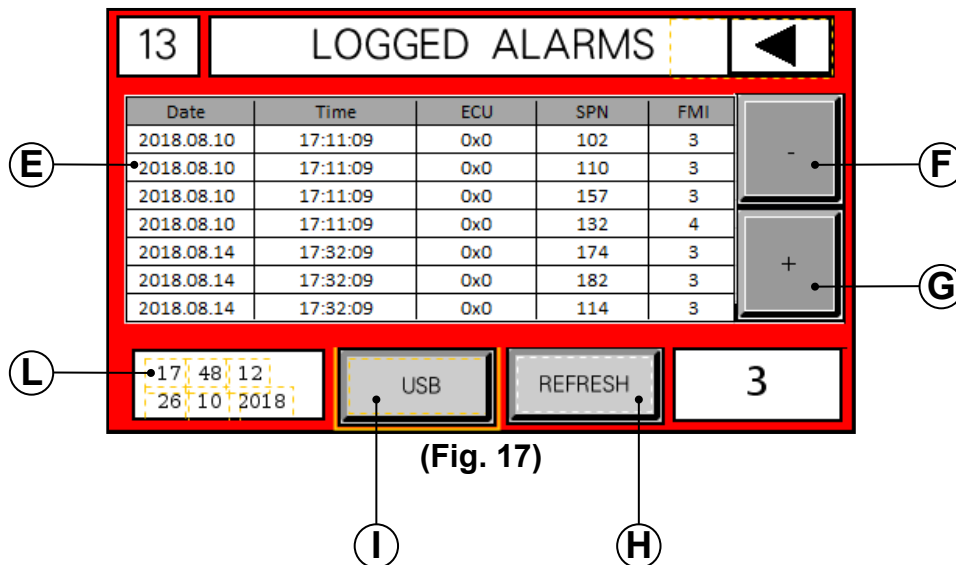 13 LOGGED ALARMS
Date Time ECU SPN FMI
2018.08.10 17:11:09 0x0 102 3
2018.08.10 17:11:09 0x0 110 3
2018.08.10 17:11:09 0x0 157 3
2018.08.10 17:11:09 0x0 132 4
2018.08.14 17:32:09 0x0 174 3
2018.08.14 17:32:09 0x0 182 3
2018.08.14 17:32:09 0x0 114 3
-
+
E
F
G
L
17 48 12
26 10 2018
USB
REFRESH
3
(Fig. 17)
I
H